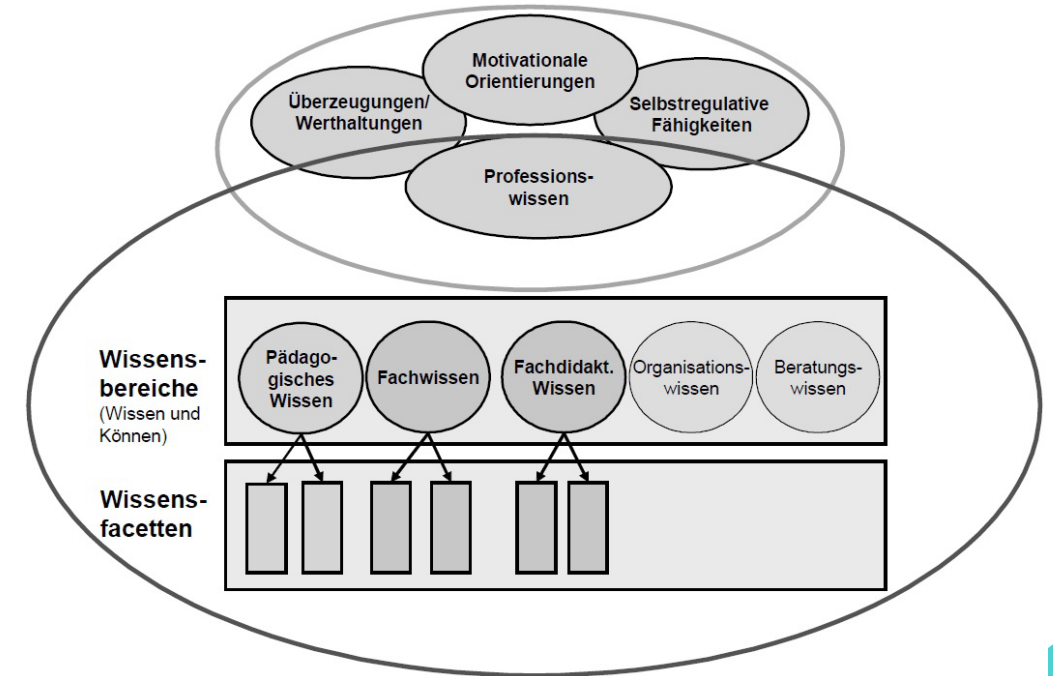 Motivationale
Orientierungen
Überzeugungen/
Werthaltungen
Selbstregulative
Fähigkeiten
Professions-
wissen
Wissens-
bereiche
(Wissen und
Können)
Pädago-
gisches
Wissen
Fachwissen
Fachdidakt.
Wissen
Organisations-
wissen
Beratungs-
wissen
Wissens-
facetten